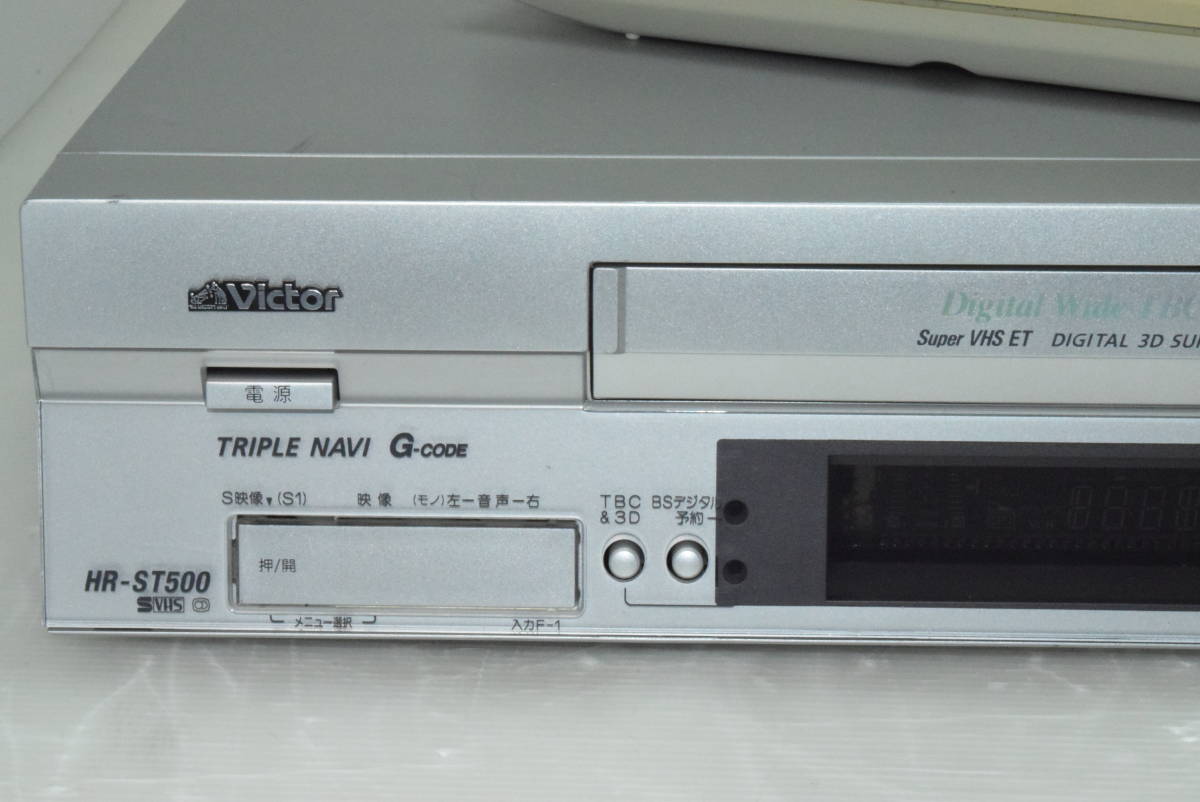 Victor
Digital Wide TBC
Super VHS ET DIGITAL 3D SU
電源
TRIPLE NAVI G-CODE
S映像▼(S1) 映像 (モノ)左ー音声ー右
TBC & 3D
BSデジタル 予約
押/開
HR-ST500
S VHS
メニュー選択
入力F-1